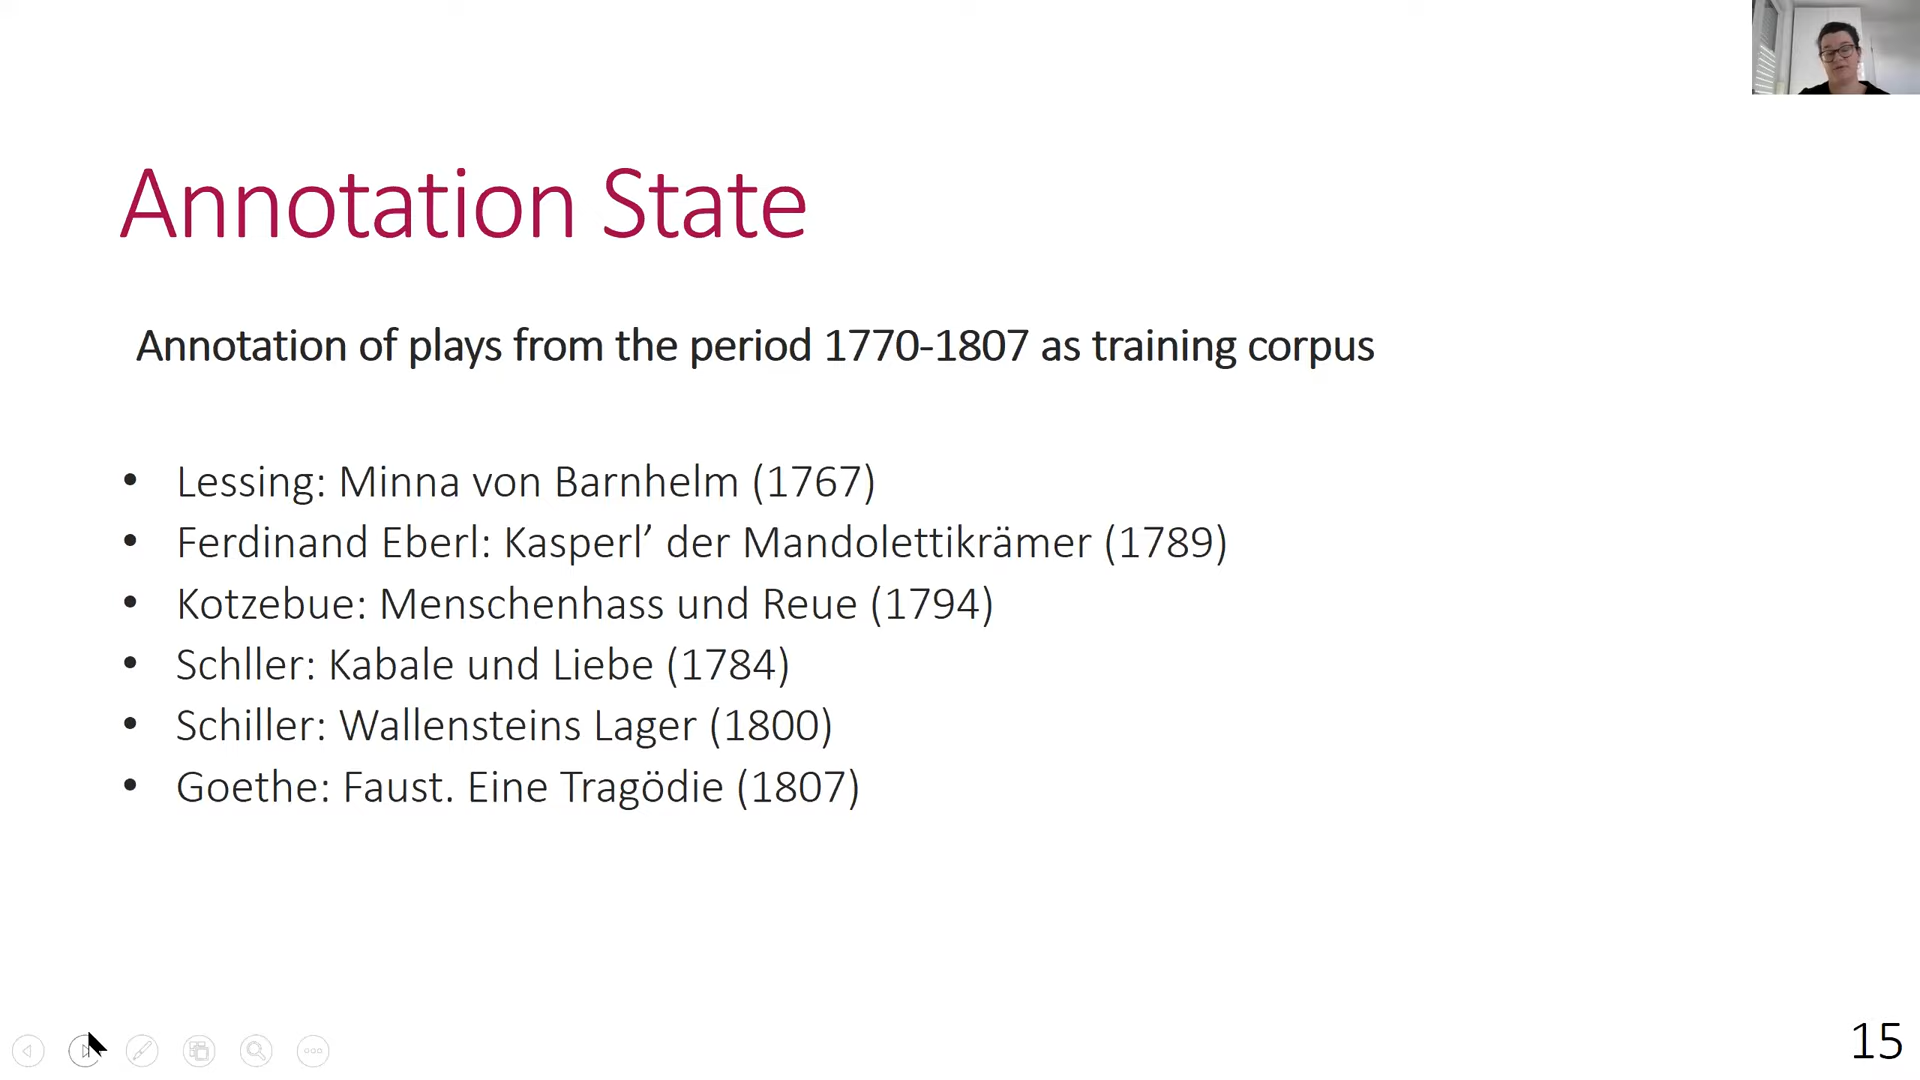 Annotation State
Annotation of plays from the period 1770-1807 as training corpus
• Lessing: Minna von Barnhelm (1767)
• Ferdinand Eberl: Kasperl’ der Mandolettikrämer (1789)
• Kotzebue: Menschenhass und Reue (1794)
• Schller: Kabale und Liebe (1784)
• Schiller: Wallensteins Lager (1800)
• Goethe: Faust. Eine Tragödie (1807)
15